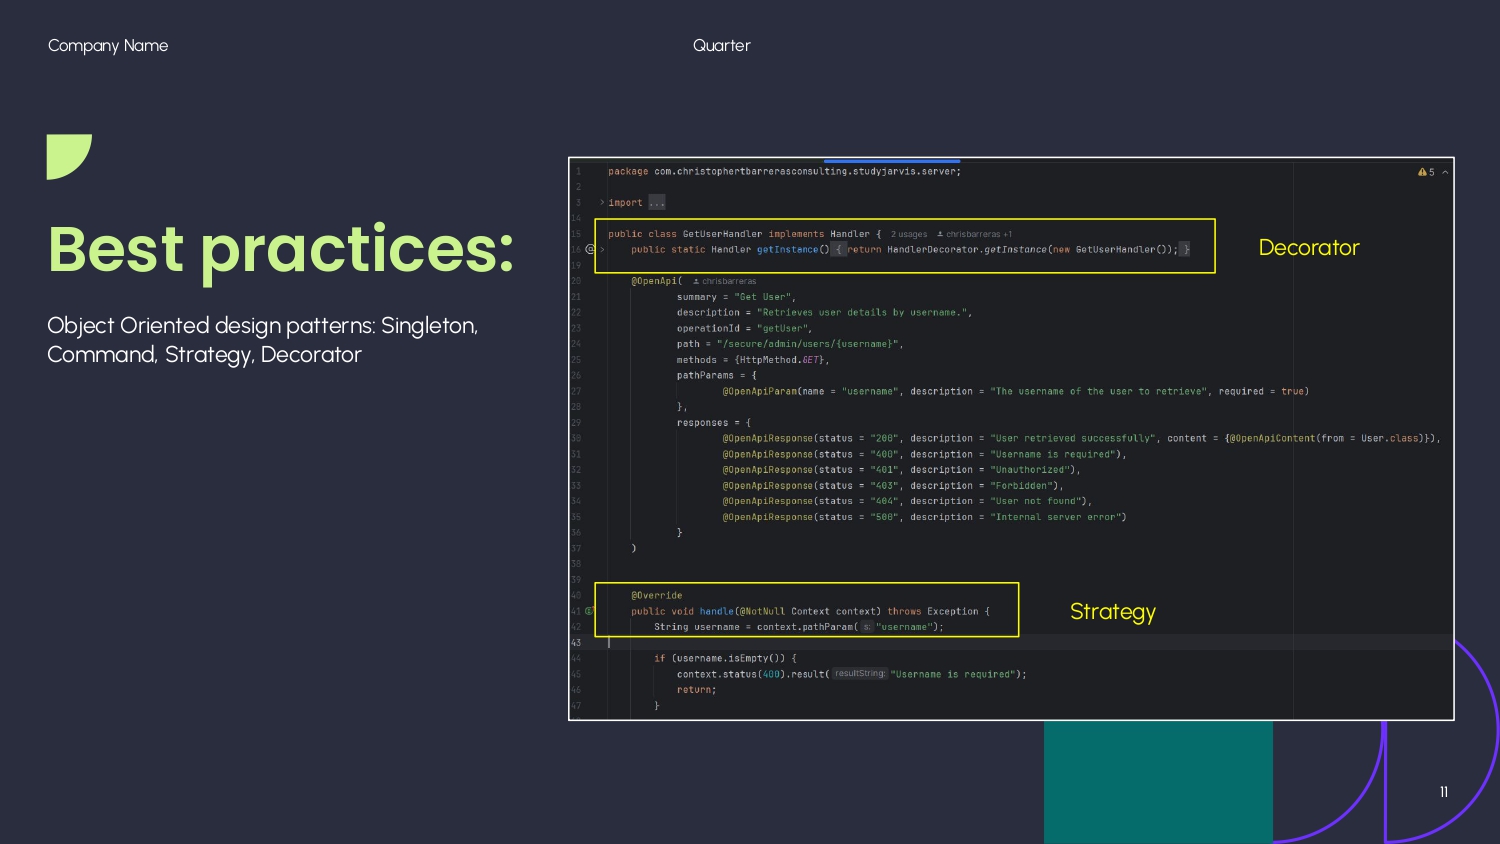 Company Name
Quarter
Best practices:
Object Oriented design patterns: Singleton,
Command, Strategy, Decorator
1 package com.christophertbarrerasconsulting.studyjarvis.server;
5
2
3 import ...
14
15 public class GetUserHandler implements Handler { 2 usages chrisbarreras +1
16 public static Handler getInstance() { return HandlerDecorator.getInstance(new GetUserHandler()); }
Decorator
19
20 @OpenApi( chrisbarreras
21 summary = "Get User",
22 description = "Retrieves user details by username.",
23 operationId = "getUser",
24 path = "/secure/admin/users/{username}",
25 methods = {HttpMethod.GET},
26 pathParams = {
27 @OpenApiParam(name = "username", description = "The username of the user to retrieve", required = true)
28 },
29 responses = {
30 @OpenApiResponse(status = "200", description = "User retrieved successfully", content = {@OpenApiContent(from = User.class)}),
31 @OpenApiResponse(status = "400", description = "Username is required"),
32 @OpenApiResponse(status = "401", description = "Unauthorized"),
33 @OpenApiResponse(status = "403", description = "Forbidden"),
34 @OpenApiResponse(status = "404", description = "User not found"),
35 @OpenApiResponse(status = "500", description = "Internal server error")
36 }
37 )
38
39
40 @Override
41 public void handle(@NotNull Context context) throws Exception {
Strategy
42 String username = context.pathParam( s: "username");
43
44 if (username.isEmpty()) {
45 context.status(400).result( resultString: "Username is required");
46 return;
47 }
11